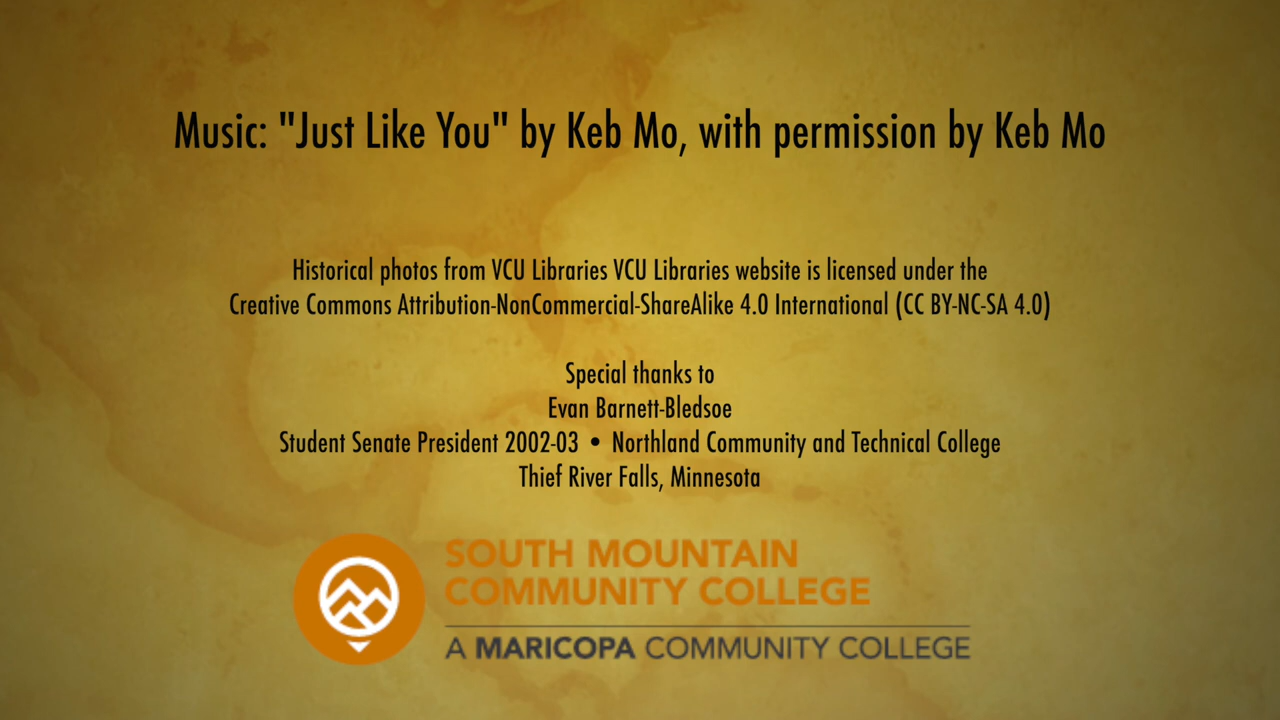 Music: "Just Like You" by Keb Mo, with permission by Keb Mo
Historical photos from VCU Libraries VCU Libraries website is licensed under the
Creative Commons Attribution-NonCommercial-ShareAlike 4.0 International (CC BY-NC-SA 4.0)
Special thanks to
Evan Barnett-Bledsoe
Student Senate President 2002-03 • Northland Community and Technical College
Thief River Falls, Minnesota
SOUTH MOUNTAIN
COMMUNITY COLLEGE
A MARICOPA COMMUNITY COLLEGE